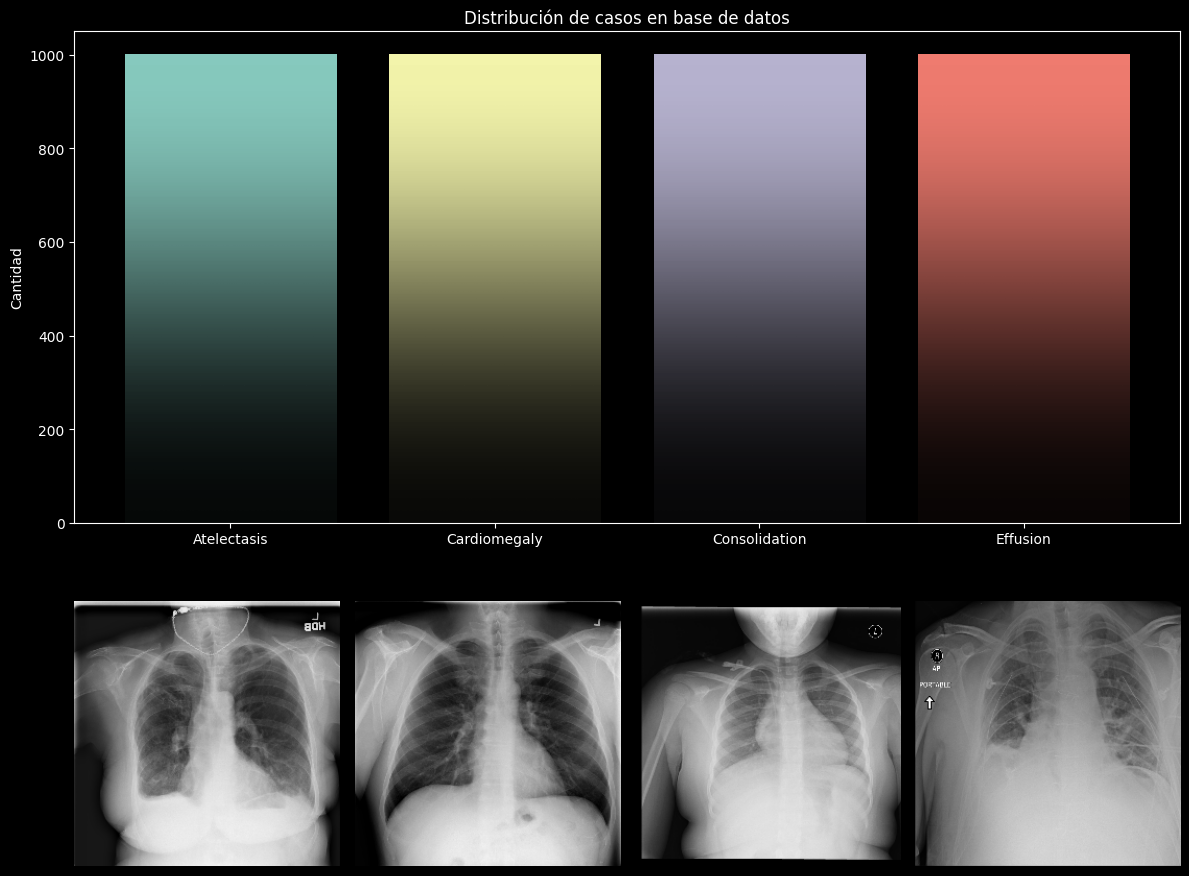 Distribución de casos en base de datos
Cantidad
1000
800
600
400
200
0
Atelectasis
Cardiomegaly
Consolidation
Effusion
L
L
AP
PORTABLE